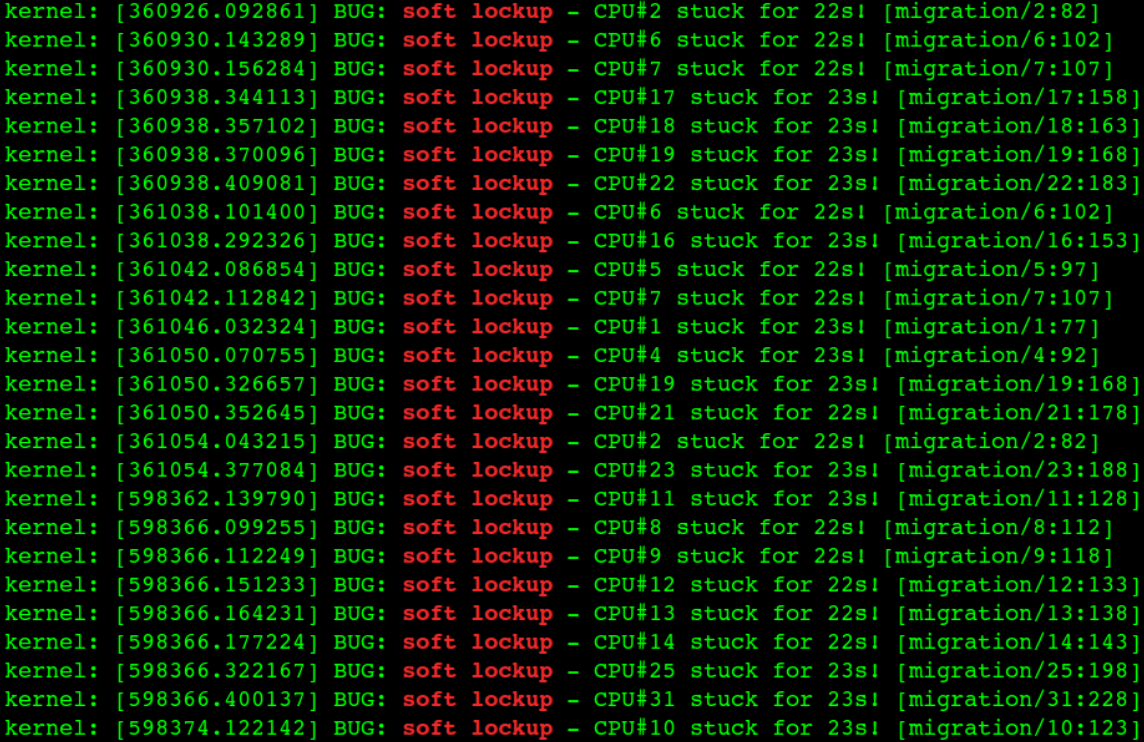 kernel: [360926.092861] BUG: soft lockup - CPU#2 stuck for 22s! [migration/2:82]
kernel: [360930.143289] BUG: soft lockup - CPU#6 stuck for 22s! [migration/6:102]
kernel: [360930.156284] BUG: soft lockup - CPU#7 stuck for 22s! [migration/7:107]
kernel: [360938.344113] BUG: soft lockup - CPU#17 stuck for 23s! [migration/17:158]
kernel: [360938.357102] BUG: soft lockup - CPU#18 stuck for 23s! [migration/18:163]
kernel: [360938.370096] BUG: soft lockup - CPU#19 stuck for 23s! [migration/19:168]
kernel: [360938.409081] BUG: soft lockup - CPU#22 stuck for 23s! [migration/22:183]
kernel: [361038.101400] BUG: soft lockup - CPU#6 stuck for 22s! [migration/6:102]
kernel: [361038.292326] BUG: soft lockup - CPU#16 stuck for 23s! [migration/16:153]
kernel: [361042.086854] BUG: soft lockup - CPU#5 stuck for 22s! [migration/5:97]
kernel: [361042.112842] BUG: soft lockup - CPU#7 stuck for 22s! [migration/7:107]
kernel: [361046.032324] BUG: soft lockup - CPU#1 stuck for 23s! [migration/1:77]
kernel: [361050.070755] BUG: soft lockup - CPU#4 stuck for 23s! [migration/4:92]
kernel: [361050.326657] BUG: soft lockup - CPU#19 stuck for 23s! [migration/19:168]
kernel: [361050.352645] BUG: soft lockup - CPU#21 stuck for 22s! [migration/21:178]
kernel: [361054.043215] BUG: soft lockup - CPU#2 stuck for 22s! [migration/2:82]
kernel: [361054.377084] BUG: soft lockup - CPU#23 stuck for 23s! [migration/23:188]
kernel: [598362.139790] BUG: soft lockup - CPU#11 stuck for 23s! [migration/11:128]
kernel: [598366.099255] BUG: soft lockup - CPU#8 stuck for 22s! [migration/8:112]
kernel: [598366.112249] BUG: soft lockup - CPU#9 stuck for 22s! [migration/9:118]
kernel: [598366.151233] BUG: soft lockup - CPU#12 stuck for 22s! [migration/12:133]
kernel: [598366.164231] BUG: soft lockup - CPU#13 stuck for 22s! [migration/13:138]
kernel: [598366.177224] BUG: soft lockup - CPU#14 stuck for 22s! [migration/14:143]
kernel: [598366.322167] BUG: soft lockup - CPU#25 stuck for 23s! [migration/25:198]
kernel: [598366.400137] BUG: soft lockup - CPU#31 stuck for 23s! [migration/31:228]
kernel: [598374.122142] BUG: soft lockup - CPU#10 stuck for 23s! [migration/10:123]